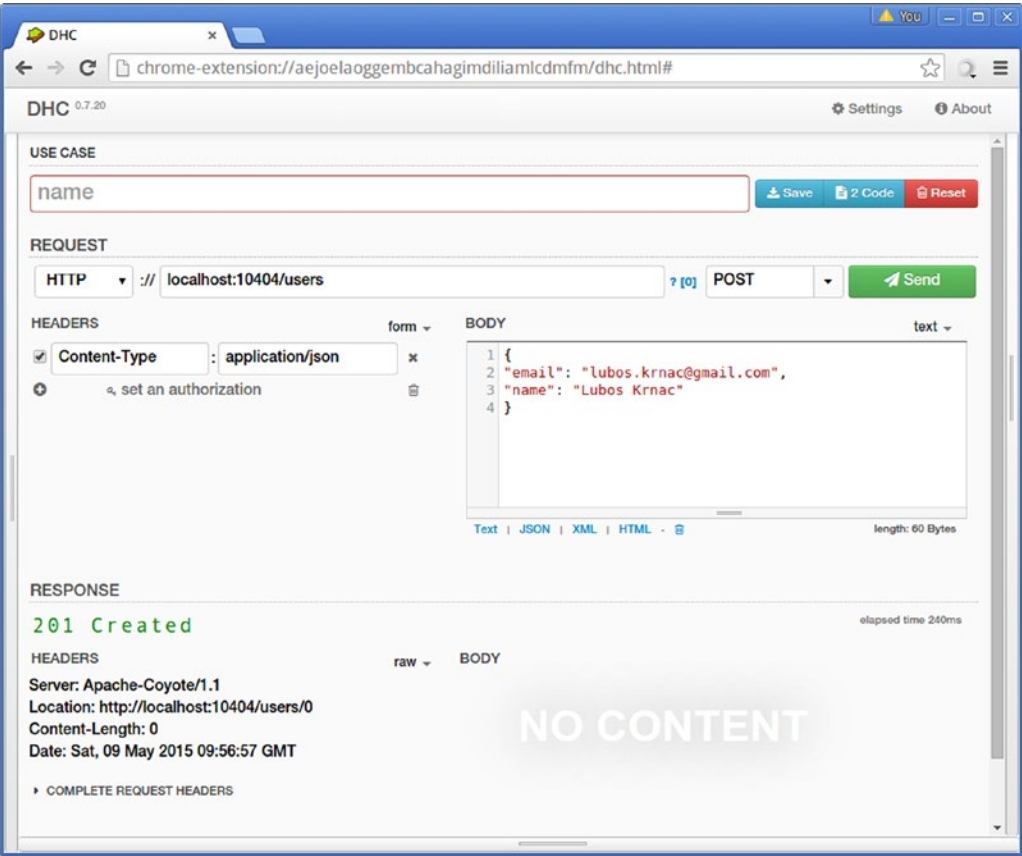 You
DHC
chrome-extension://aejoelaoggembcahagimdiliamlcdmfm/dhc.html#
DHC 0.7.20 Settings About
USE CASE
name Save 2 Code Reset
REQUEST
HTTP :// localhost:10404/users ? [0] POST Send
HEADERS form BODY text
Content-Type : application/json
set an authorization
1 {
2 "email": "lubos.krnac@gmail.com",
3 "name": "Lubos Krnac"
4 }
Text | JSON | XML | HTML - length: 60 Bytes
RESPONSE
201 Created elapsed time 240ms
HEADERS raw BODY
Server: Apache-Coyote/1.1
Location: http://localhost:10404/users/0
Content-Length: 0
Date: Sat, 09 May 2015 09:56:57 GMT
NO CONTENT
COMPLETE REQUEST HEADERS